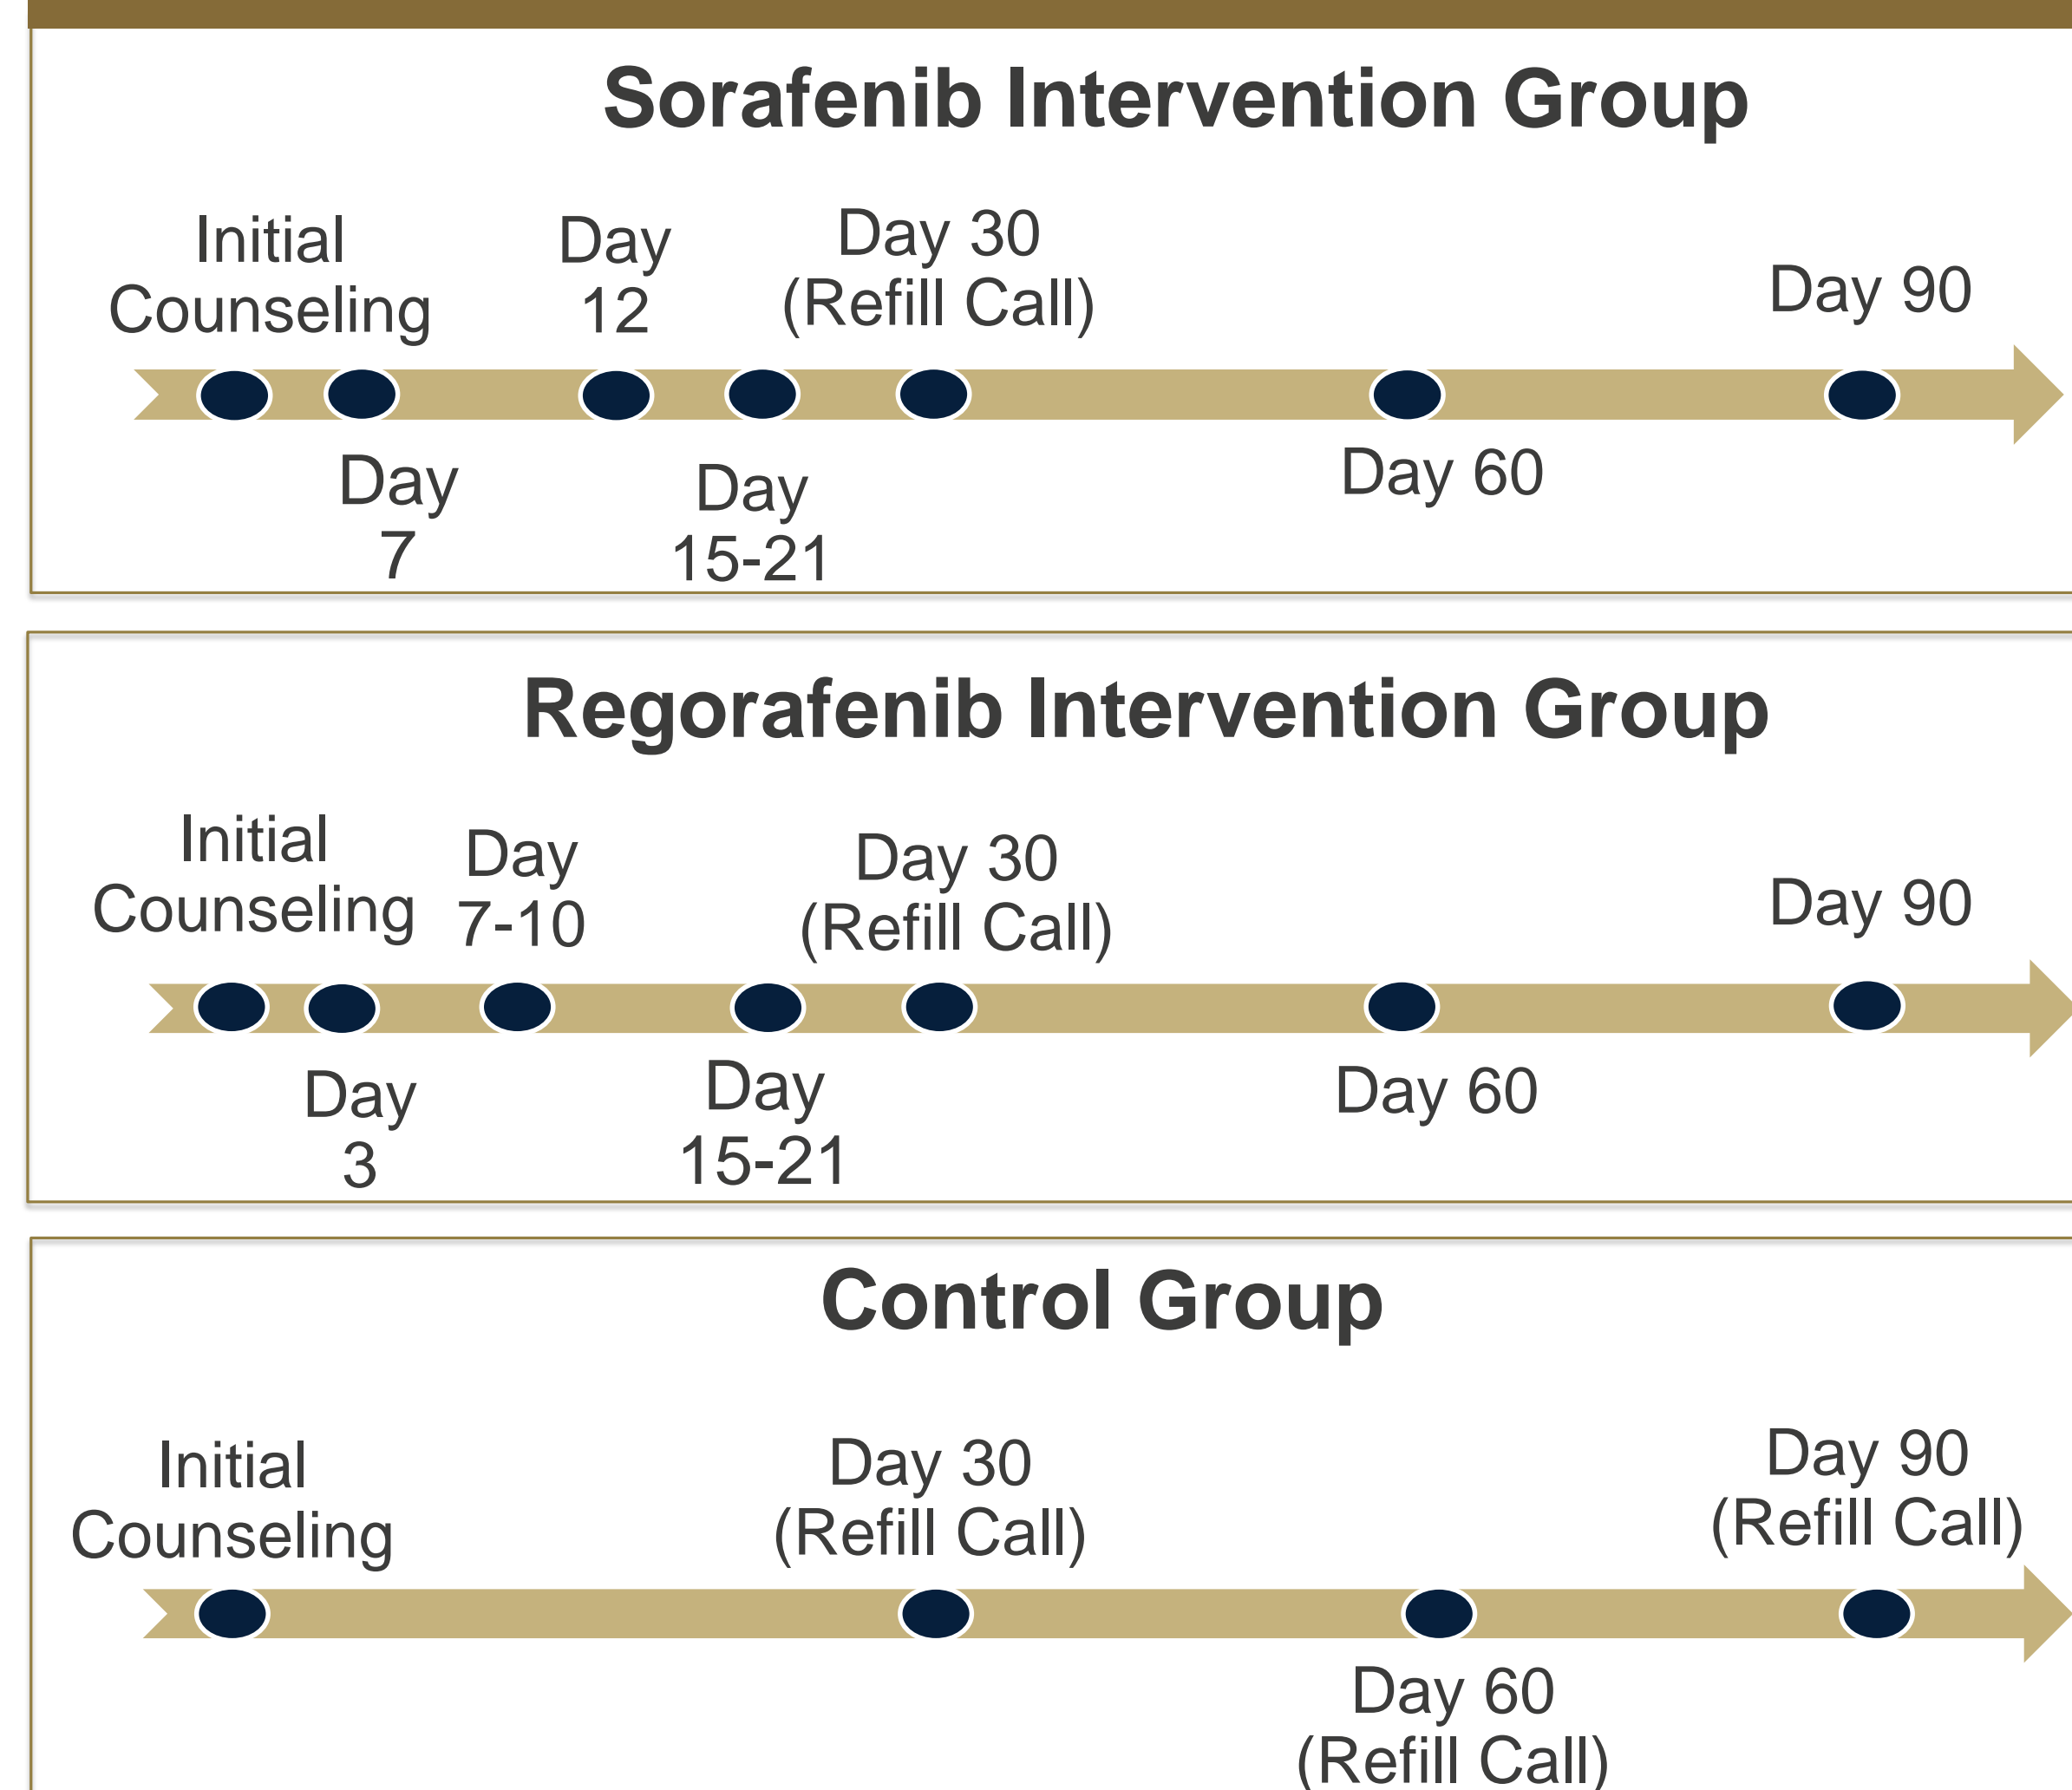 Sorafenib Intervention Group
Initial
Counseling
Day
12
Day 30
(Refill Call)
Day 90
Day
7
Day
15-21
Day 60
Regorafenib Intervention Group
Initial
Counseling
Day
7-10
Day 30
(Refill Call)
Day 90
Day
3
Day
15-21
Day 60
Control Group
Initial
Counseling
Day 30
(Refill Call)
Day 90
(Refill Call)
Day 60
(Refill Call)